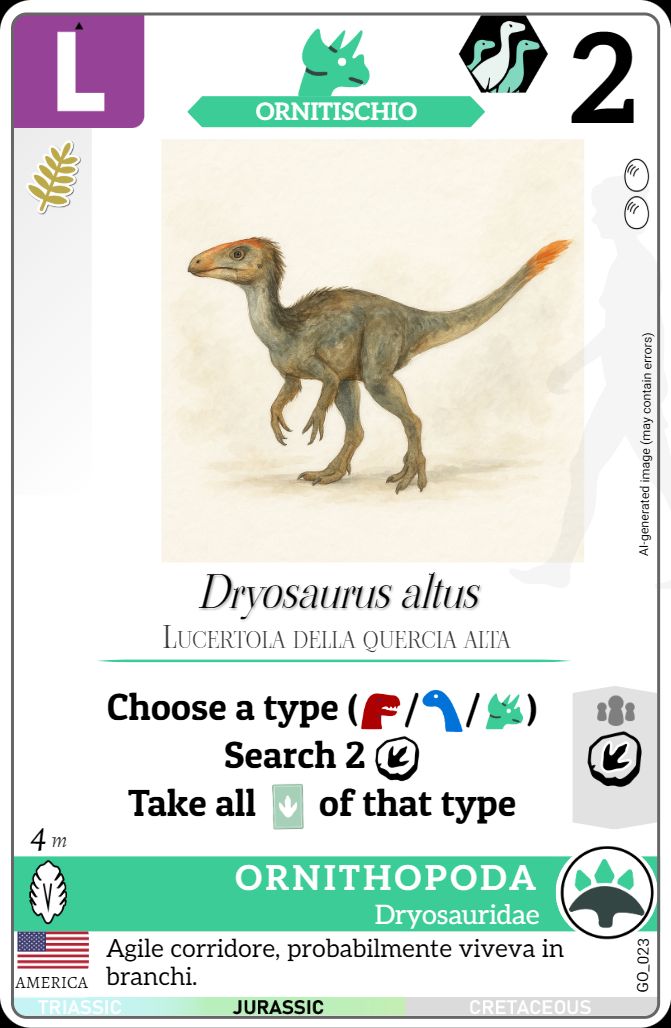 L
2
ORNITISCHIO
AI-generated image (may contain errors)
Dryosaurus altus
Lucertola della quercia alta
Choose a type ( / / )
Search 2
Take all of that type
4 m
ORNITHOPODA
Dryosauridae
AMERICA
Agile corridore, probabilmente viveva in
branchi.
GO_023
TRIASSIC JURASSIC CRETACEOUS